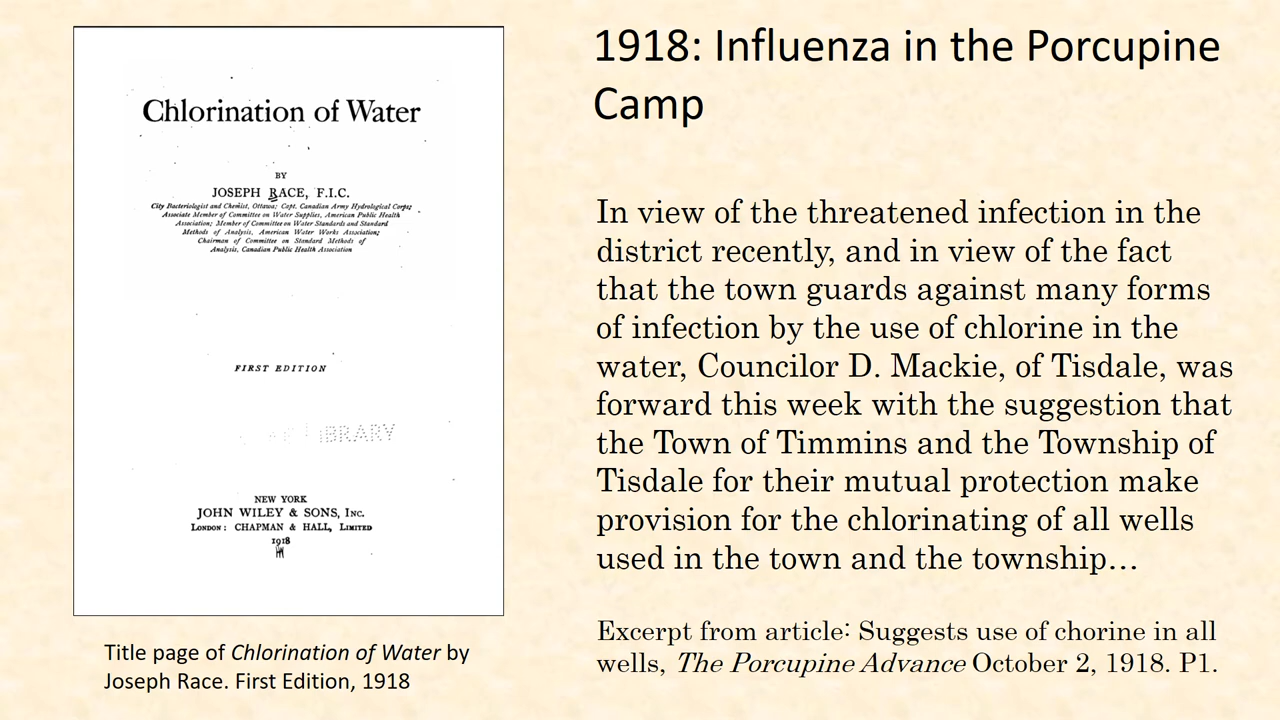 Chlorination of Water
BY
JOSEPH RACE, F.I.C.
City Bacteriologist and Chemist, Ottawa; Capt. Canadian Army Hydrological Corps;
Associate Member of Committee on Water Supplies, American Public Health
Association; Member of Committee on Water Standards and Standard
Methods of Analysis, American Water Works Association;
Chairman of Committee on Standard Methods of
Analysis, Canadian Public Health Association
FIRST EDITION
NEW YORK
JOHN WILEY & SONS, Inc.
London: CHAPMAN & HALL, Limited
1918
Title page of Chlorination of Water by
Joseph Race. First Edition, 1918
1918: Influenza in the Porcupine
Camp
In view of the threatened infection in the
district recently, and in view of the fact
that the town guards against many forms
of infection by the use of chlorine in the
water, Councilor D. Mackie, of Tisdale, was
forward this week with the suggestion that
the Town of Timmins and the Township of
Tisdale for their mutual protection make
provision for the chlorinating of all wells
used in the town and the township…
Excerpt from article: Suggests use of chorine in all
wells, The Porcupine Advance October 2, 1918. P1.